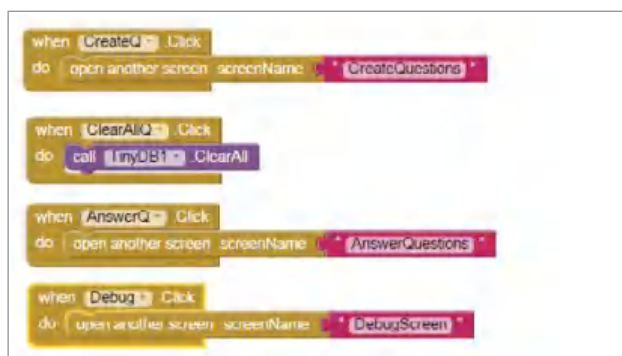 when CreateQ .Click
do open another screen screenName " CreateQuestions "
when ClearAllQ .Click
do call TinyDB1 .ClearAll
when AnswerQ .Click
do open another screen screenName " AnswerQuestions "
when Debug .Click
do open another screen screenName " DebugScreen "